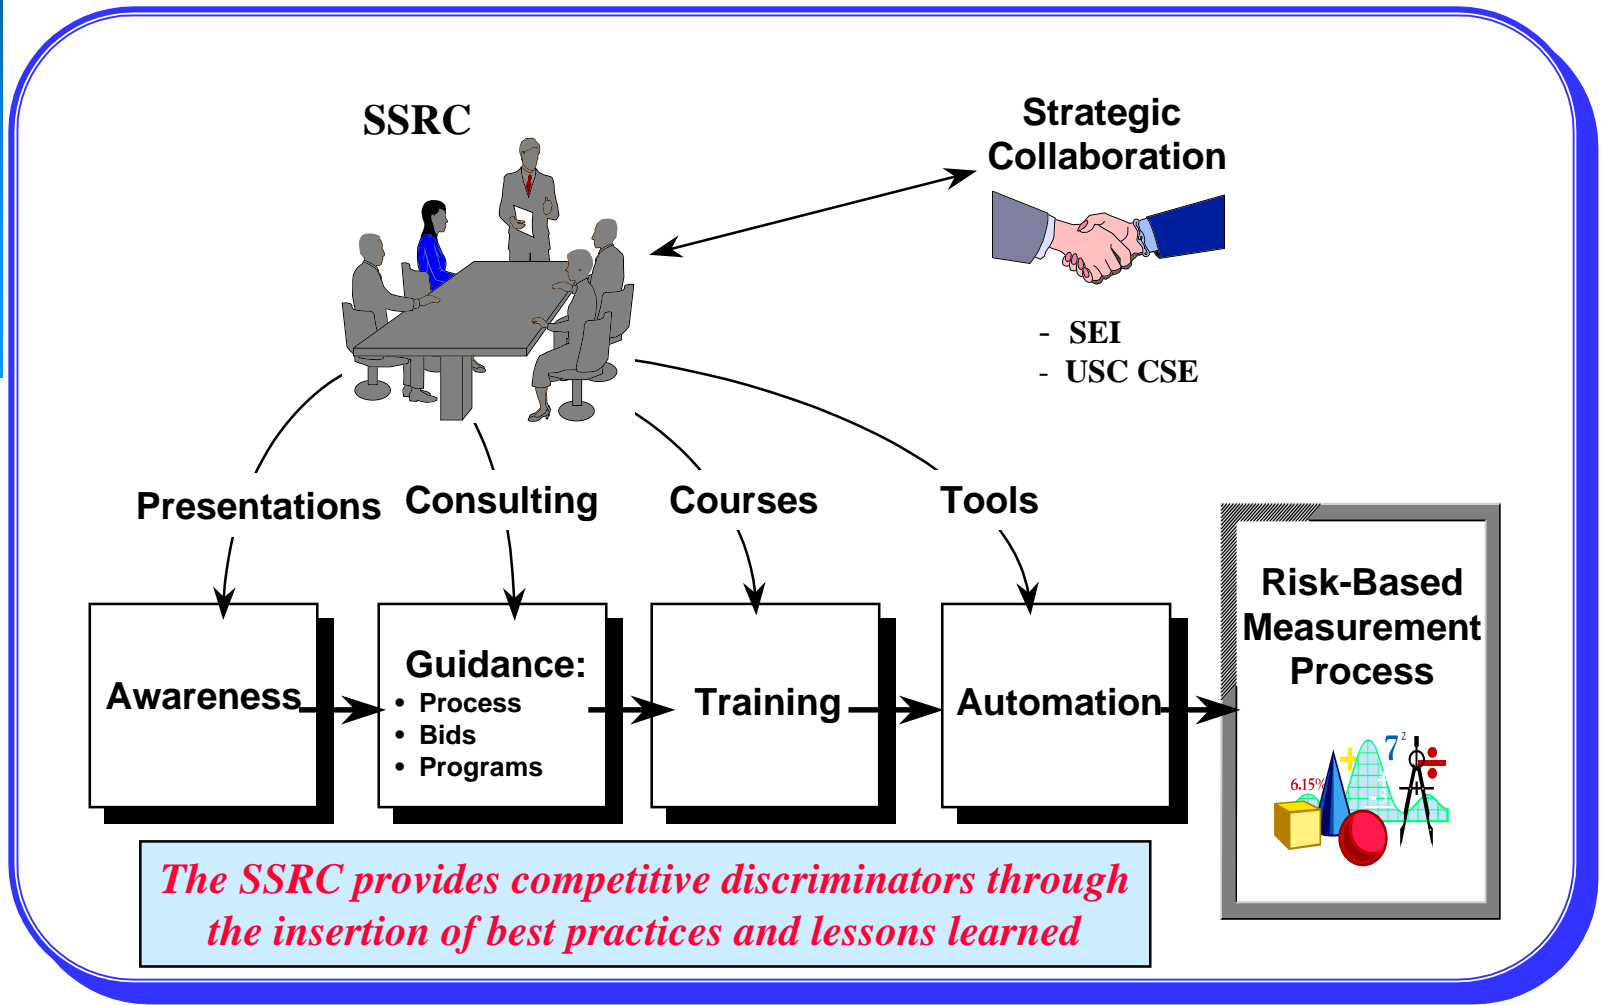 SSRC
Strategic
Collaboration
- SEI
- USC CSE
Presentations
Consulting
Courses
Tools
Awareness
Guidance:
• Process
• Bids
• Programs
Training
Automation
Risk-Based
Measurement
Process
7²
6.15%
The SSRC provides competitive discriminators through
the insertion of best practices and lessons learned